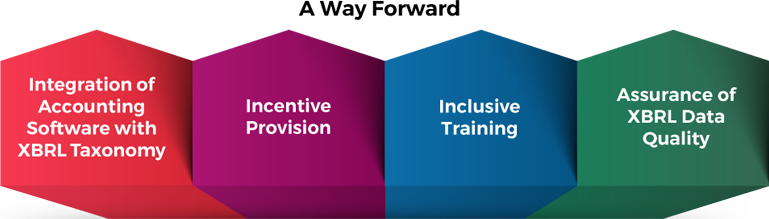 A Way Forward
Integration of
Accounting
Software with
XBRL Taxonomy
Incentive
Provision
Inclusive
Training
Assurance of
XBRL Data
Quality